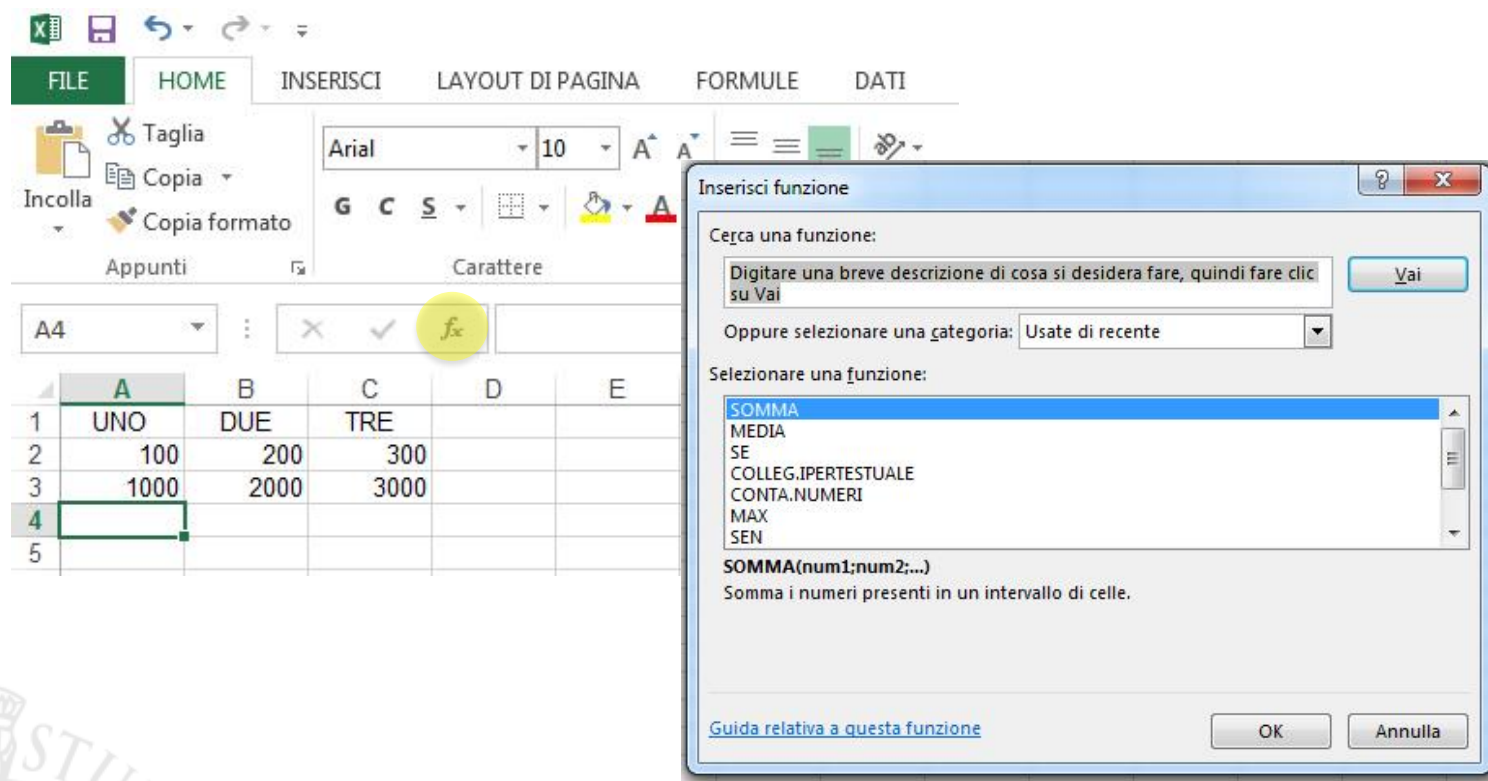 FILE HOME INSERISCI LAYOUT DI PAGINA FORMULE DATI
Taglia
Copia
Copia formato
Incolla
Appunti
Arial 10 A A
G C S A
Carattere
A4 fx
A B C D E
1 UNO DUE TRE
2 100 200 300
3 1000 2000 3000
4
5
Inserisci funzione
Cerca una funzione:
Digitare una breve descrizione di cosa si desidera fare, quindi fare clic
su Vai
Vai
Oppure selezionare una categoria: Usate di recente
Selezionare una funzione:
SOMMA
MEDIA
SE
COLLEG.IPERTESTUALE
CONTA.NUMERI
MAX
SEN
SOMMA(num1;num2;...)
Somma i numeri presenti in un intervallo di celle.
Guida relativa a questa funzione OK Annulla